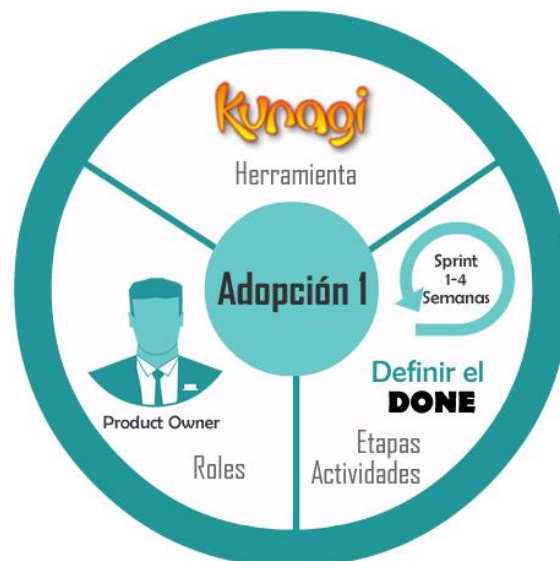 Kunagi
Herramienta
Adopción 1
Sprint
1-4
Semanas
Definir el
DONE
Etapas
Actividades
Product Owner
Roles